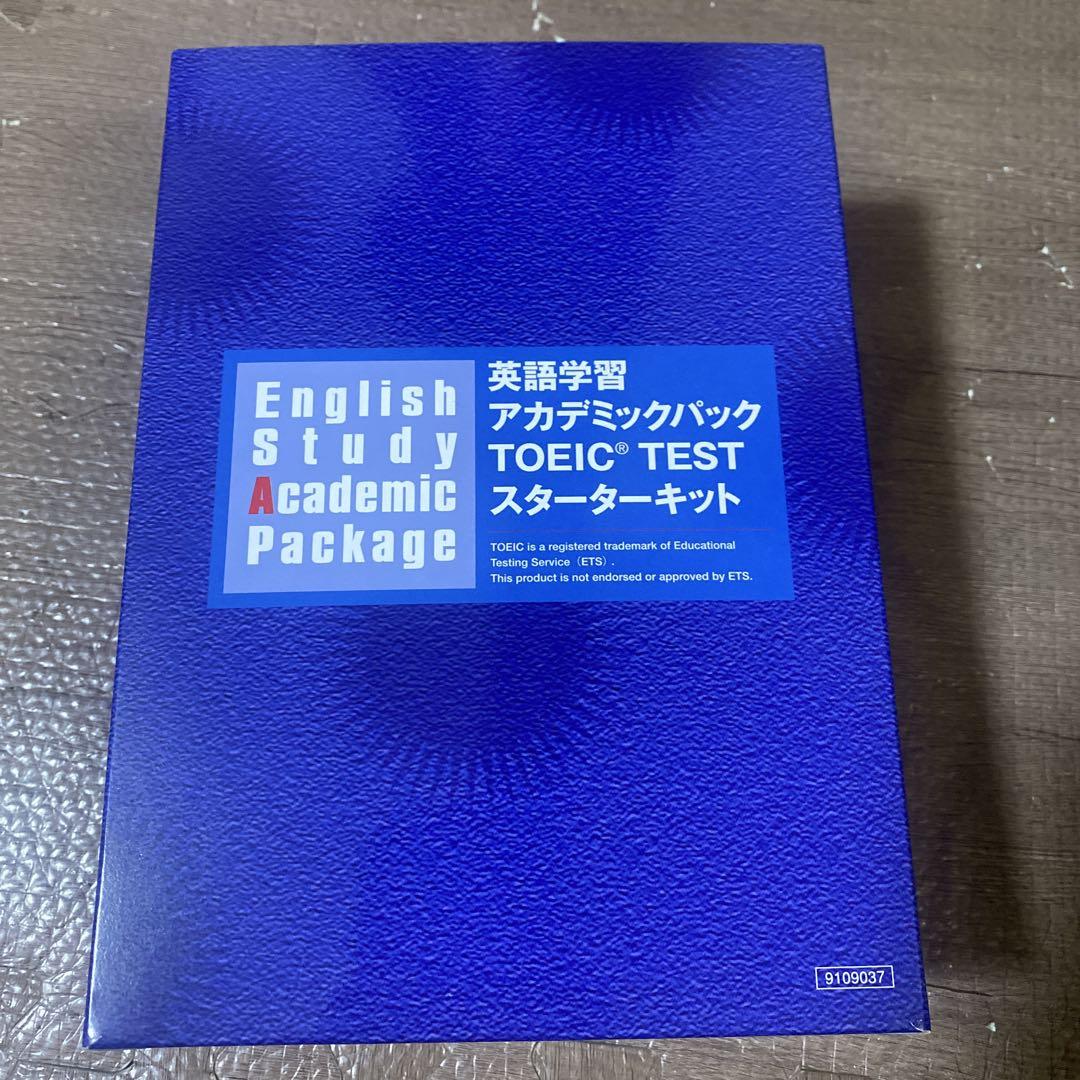 English
Study
Academic
Package
英語学習
アカデミックパック
TOEIC® TEST
スターターキット
TOEIC is a registered trademark of Educational
Testing Service（ETS）.
This product is not endorsed or approved by ETS.
9109037